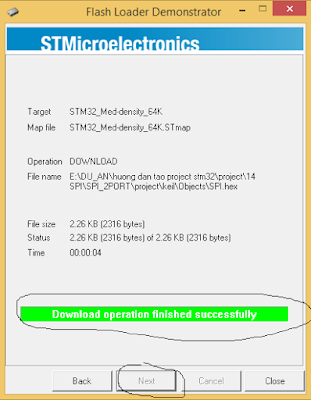 Flash Loader Demonstrator
STMicroelectronics
Target STM32_Med-density_64K
Map file STM32_Med-density_64K.STmap
Operation DOWNLOAD
File name E:\DU_AN\huong dan tao project stm32\project\14
SPI\SPI_2PORT\project\keil\Objects\SPI.hex
File size 2.26 KB (2316 bytes)
Status 2.26 KB (2316 bytes) of 2.26 KB (2316 bytes)
Time 00:00:04
Download operation finished successfully
Back Next Cancel Close